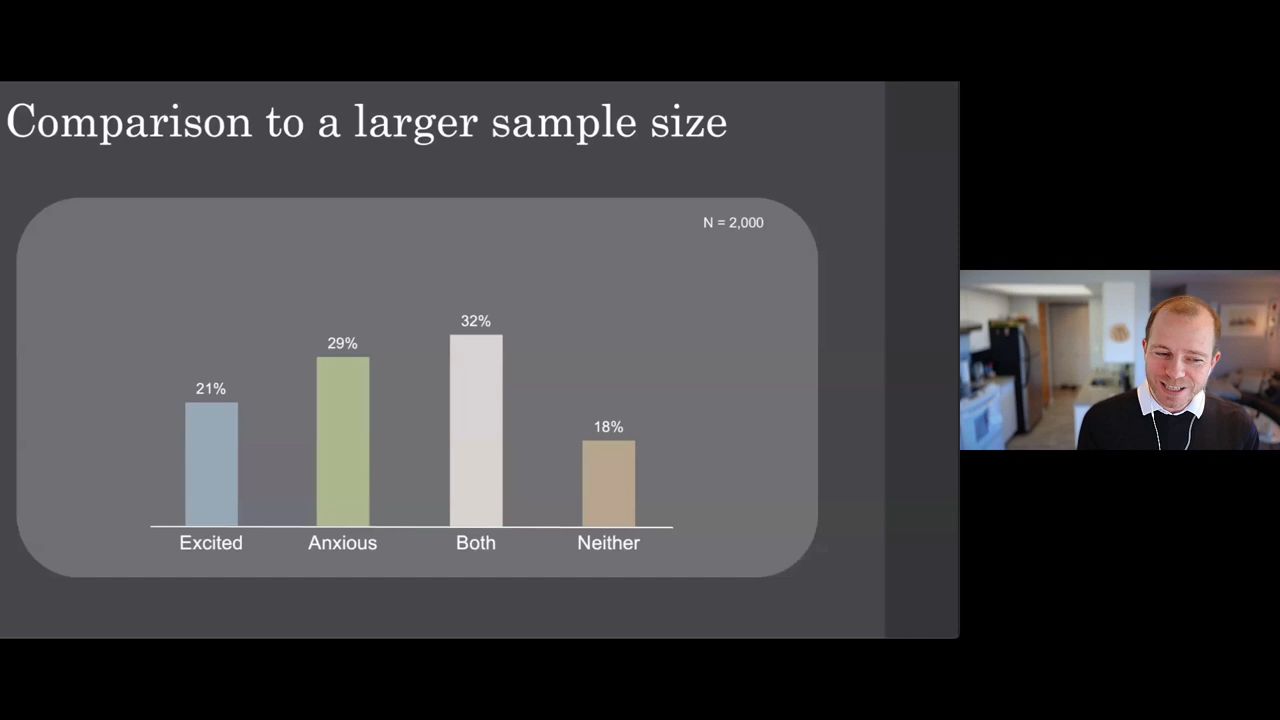 Comparison to a larger sample size
N = 2,000
21%
29%
32%
18%
Excited
Anxious
Both
Neither